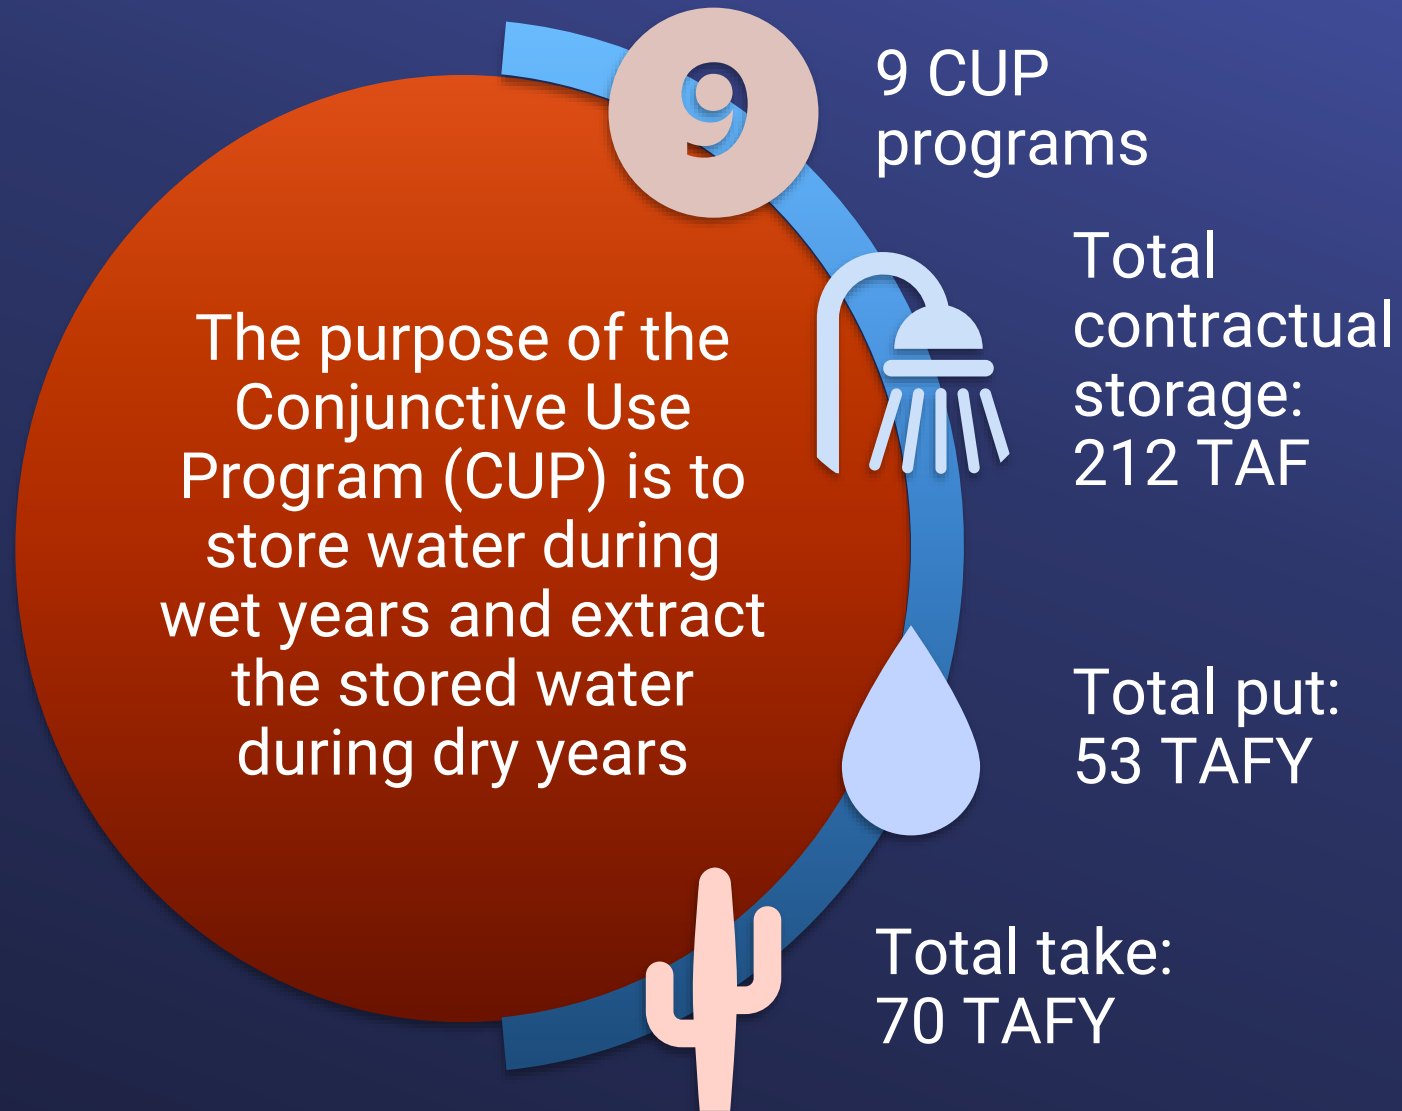 The purpose of the
Conjunctive Use
Program (CUP) is to
store water during
wet years and extract
the stored water
during dry years
9
9 CUP
programs
Total
contractual
storage:
212 TAF
Total put:
53 TAFY
Total take:
70 TAFY